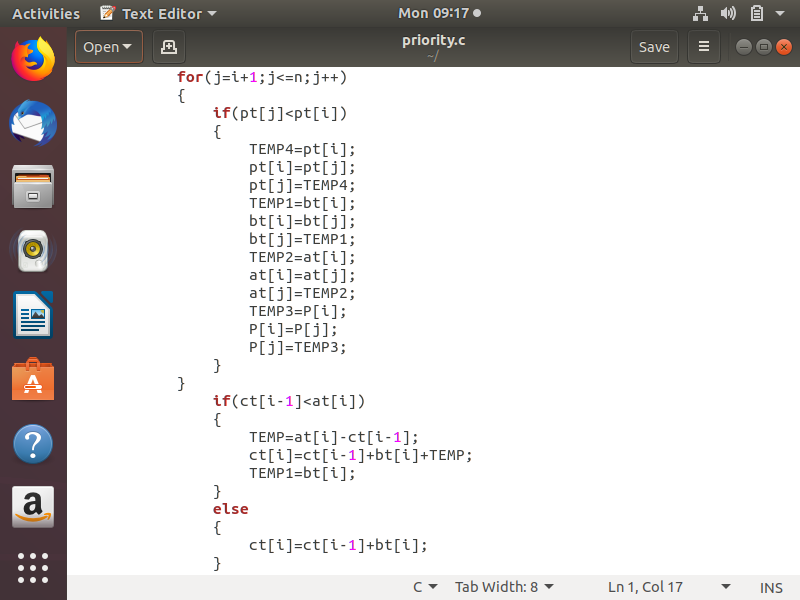 Activities Text Editor Mon 09:17
Open priority.c Save
~/
for(j=i+1;j<=n;j++)
{
if(pt[j]<pt[i])
{
TEMP4=pt[i];
pt[i]=pt[j];
pt[j]=TEMP4;
TEMP1=bt[i];
bt[i]=bt[j];
bt[j]=TEMP1;
TEMP2=at[i];
at[i]=at[j];
at[j]=TEMP2;
TEMP3=P[i];
P[i]=P[j];
P[j]=TEMP3;
}
}
if(ct[i-1]<at[i])
{
TEMP=at[i]-ct[i-1];
ct[i]=ct[i-1]+bt[i]+TEMP;
TEMP1=bt[i];
}
else
{
ct[i]=ct[i-1]+bt[i];
}
C Tab Width: 8 Ln 1, Col 17 INS